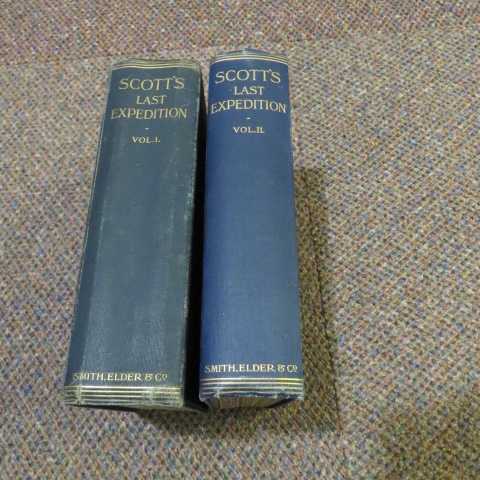 SCOTT'S
LAST
EXPEDITION
VOL. I.
SMITH, ELDER & Co
SCOTT'S
LAST
EXPEDITION
VOL. II.
SMITH, ELDER & Co